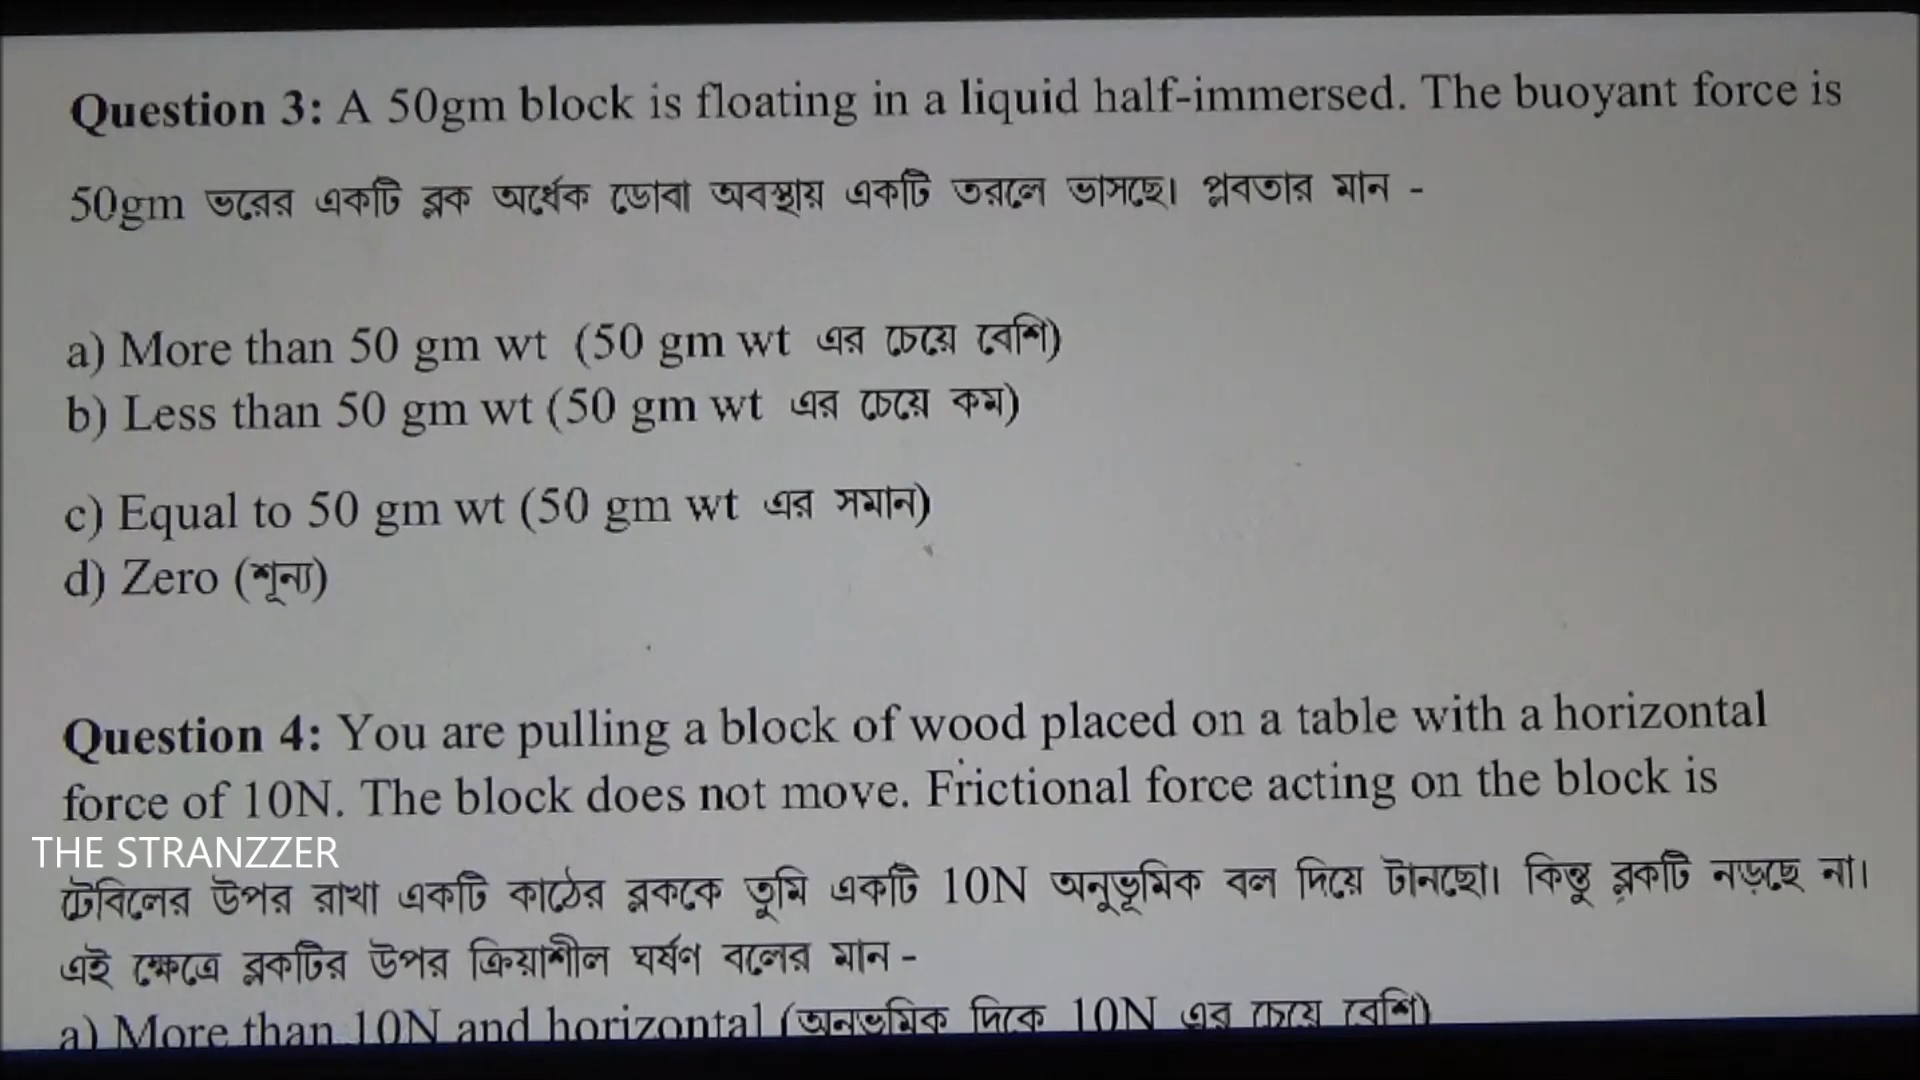 Question 3: A 50gm block is floating in a liquid half-immersed. The buoyant force is
50gm ভরের একটি ব্লক অর্ধেক ডোবা অবস্থায় একটি তরলে ভাসছে। প্লবতার মান -
a) More than 50 gm wt (50 gm wt এর চেয়ে বেশি)
b) Less than 50 gm wt (50 gm wt এর চেয়ে কম)
c) Equal to 50 gm wt (50 gm wt এর সমান)
d) Zero (শূন্য)
Question 4: You are pulling a block of wood placed on a table with a horizontal
force of 10N. The block does not move. Frictional force acting on the block is
THE STRANZZER
টেবিলের উপর রাখা একটি কাঠের ব্লককে তুমি একটি 10N অনুভূমিক বল দিয়ে টানছো। কিন্তু ব্লকটি নড়ছে না।
এই ক্ষেত্রে ব্লকটির উপর ক্রিয়াশীল ঘর্ষণ বলের মান -
a) More than 10N and horizontal (অনুভূমিক দিকে 10N এর চেয়ে বেশি)